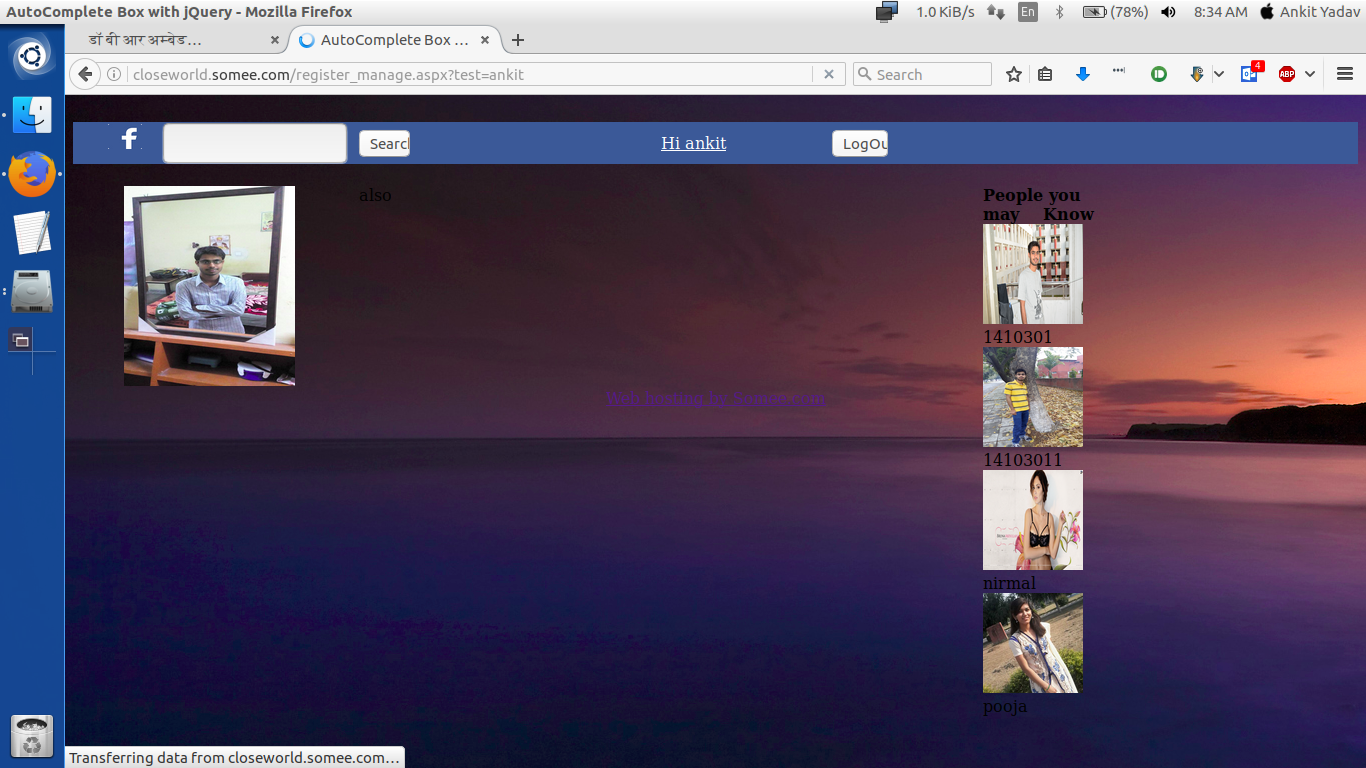 AutoComplete Box with jQuery - Mozilla Firefox
1.0 KiB/s
En
(78%)
8:34 AM
Ankit Yadav
डॉ बी आर अम्बेड...
AutoComplete Box ...
closeworld.somee.com/register_manage.aspx?test=ankit
Search
4
ABP
f
Search
Hi ankit
LogOu
also
People you
may Know
1410301
14103011
nirmal
pooja
Web hosting by Somee.com
Transferring data from closeworld.somee.com...